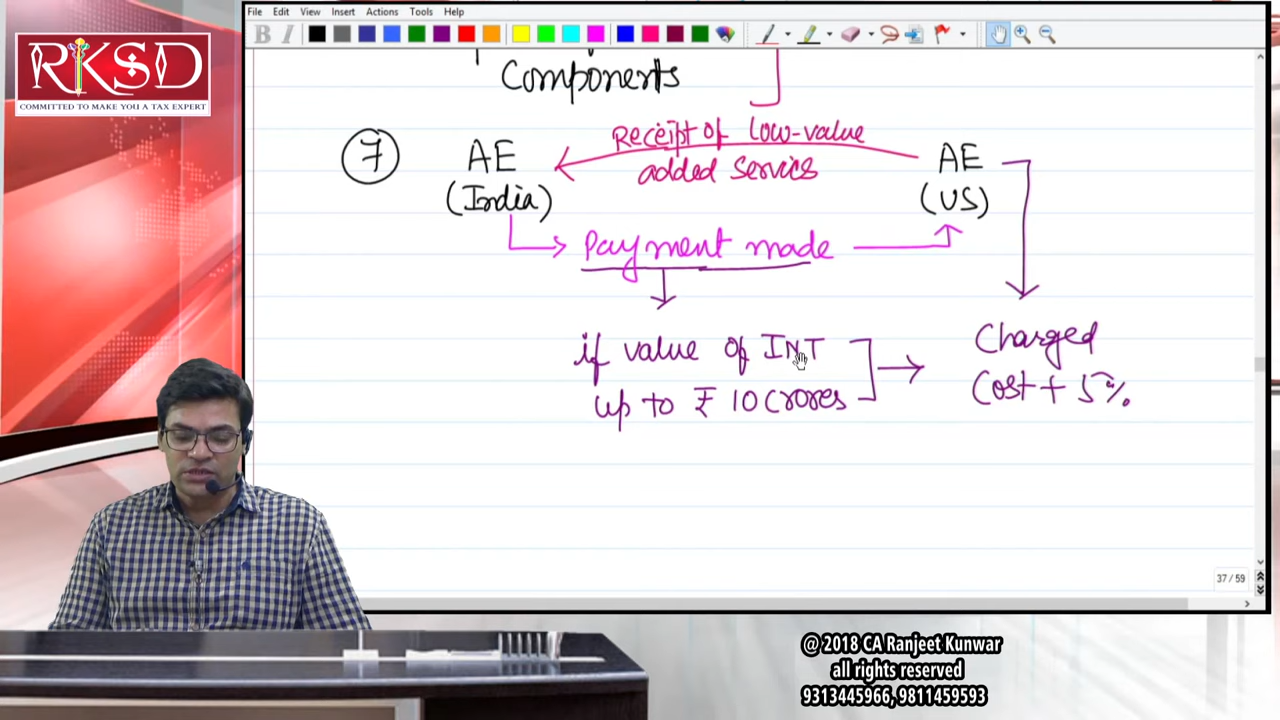 File Edit View Insert Actions Tools Help
B I
RKSD
COMMITTED TO MAKE YOU A TAX EXPERT
Components
7 AE Receipt of low-value AE
added services
(India) (US)
Payment made
if value of INT Charged
up to ₹ 10 crores Cost + 5%
37 / 59
@ 2018 CA Ranjeet Kunwar
all rights reserved
9313445966, 9811459593